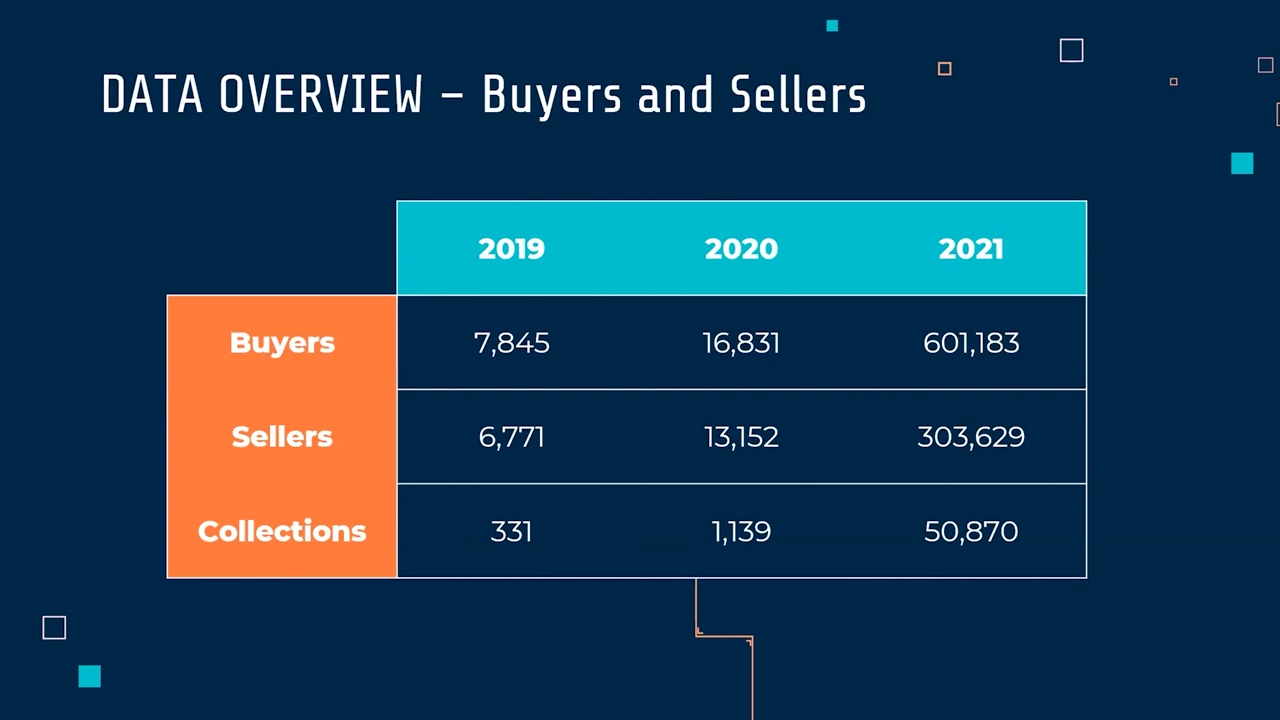 DATA OVERVIEW – Buyers and Sellers
2019 2020 2021
Buyers 7,845 16,831 601,183
Sellers 6,771 13,152 303,629
Collections 331 1,139 50,870